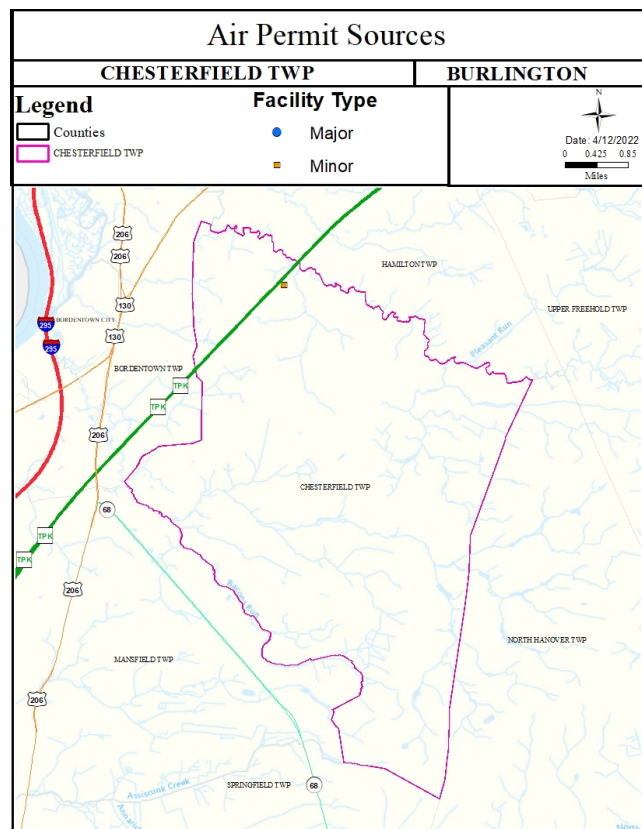 Air Permit Sources
CHESTERFIELD TWP
BURLINGTON
Legend
Counties
CHESTERFIELD TWP
Facility Type
Major
Minor
N
Date: 4/12/2022
0 0.425 0.85
Miles
206
206
HAMILTON TWP
130
UPPER FREEHOLD TWP
BORDENTOWN CITY
295
130
Pleasant Run
295
BORDENTOWN TWP
TPK
TPK
206
CHESTERFIELD TWP
68
TPK
TPK
206
NORTH HANOVER TWP
MANSFIELD TWP
206
SPRINGFIELD TWP
68
Assiscunk Creek